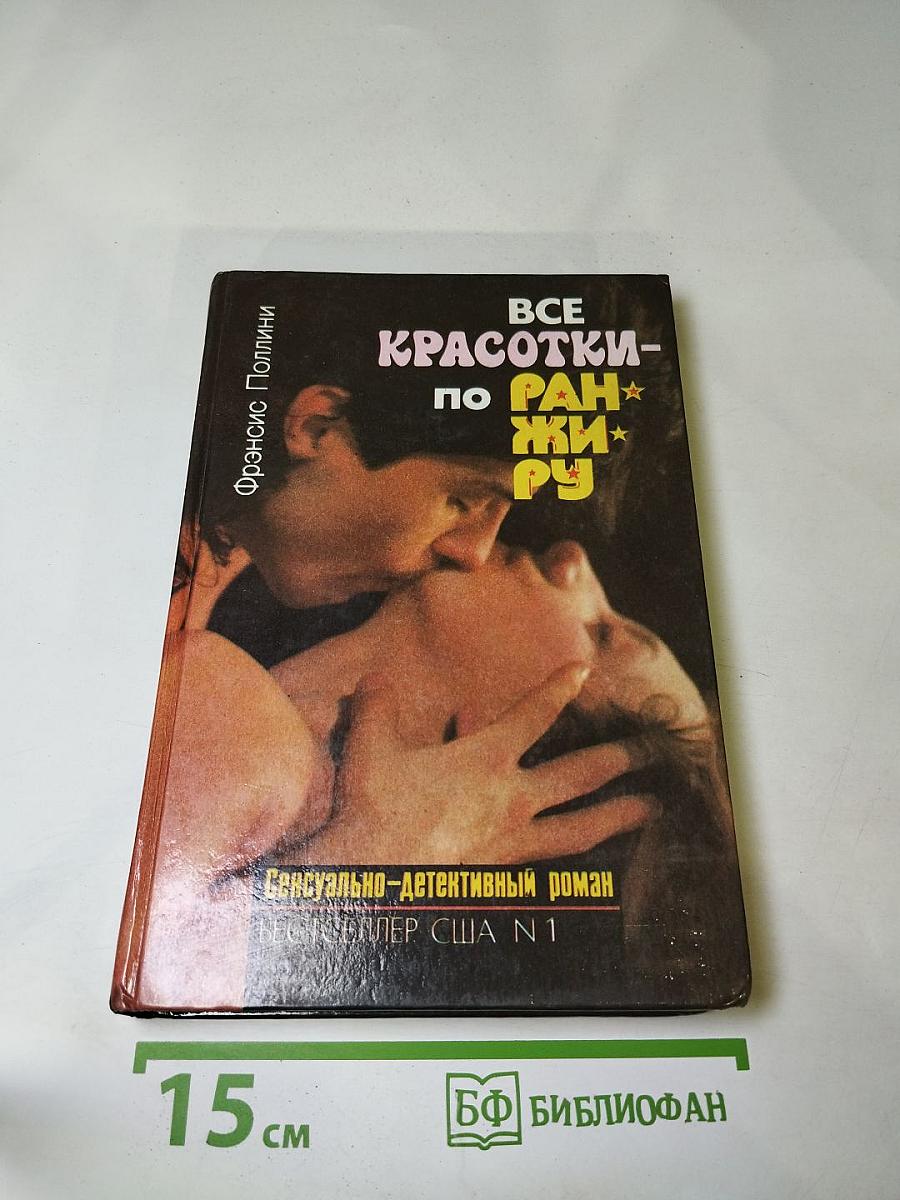 Фрэнсис Поллини
ВСЕ
КРАСОТКИ-
ПО РАН-
ЖИ-
РУ
Сенсуально-детективный роман
БЕСТСЕЛЛЕР США N1
15 см
БФ БИБЛИОФАН